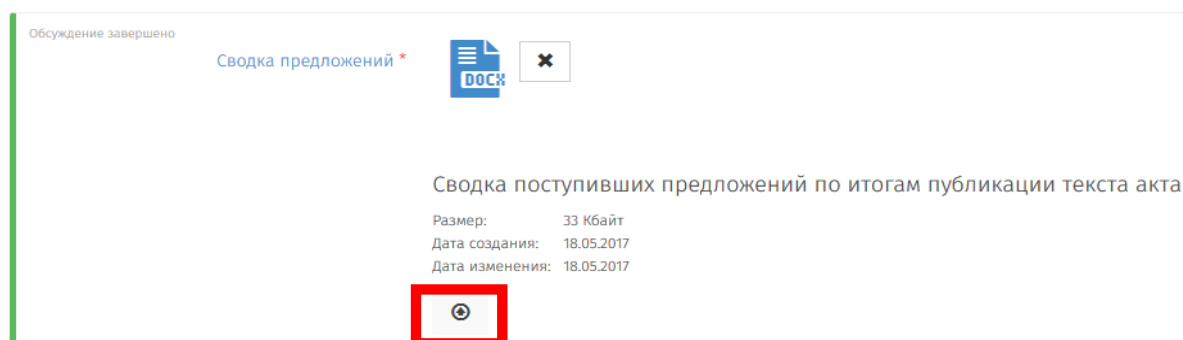 Обсуждение завершено
Сводка предложений *
DOCX
Сводка поступивших предложений по итогам публикации текста акта
Размер: 33 Кбайт
Дата создания: 18.05.2017
Дата изменения: 18.05.2017